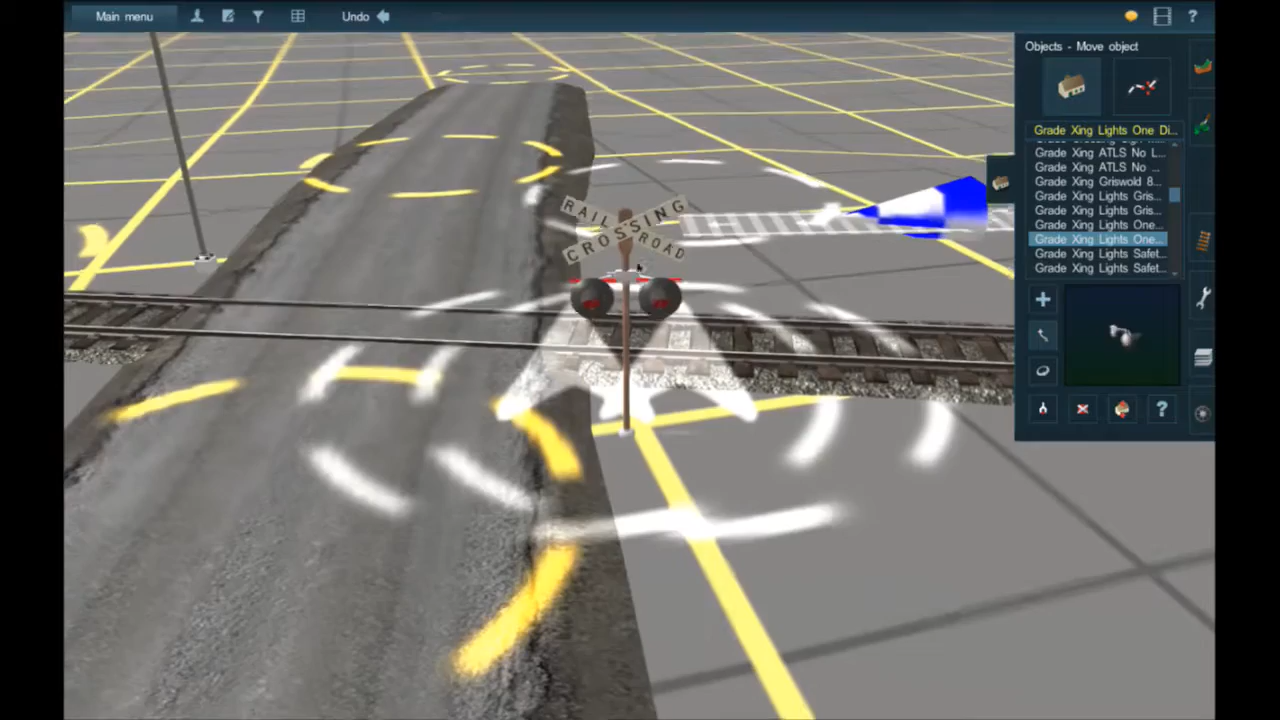 Main menu
Undo
?
Objects - Move object
Grade Xing Lights One Di...
Grade Xing ATLS No L...
Grade Xing ATLS No ...
Grade Xing Griswold 8...
Grade Xing Lights Gris...
Grade Xing Lights Gris...
Grade Xing Lights One...
Grade Xing Lights One...
Grade Xing Lights Safet...
Grade Xing Lights Safet...
?
RAIL CROSSING ROAD